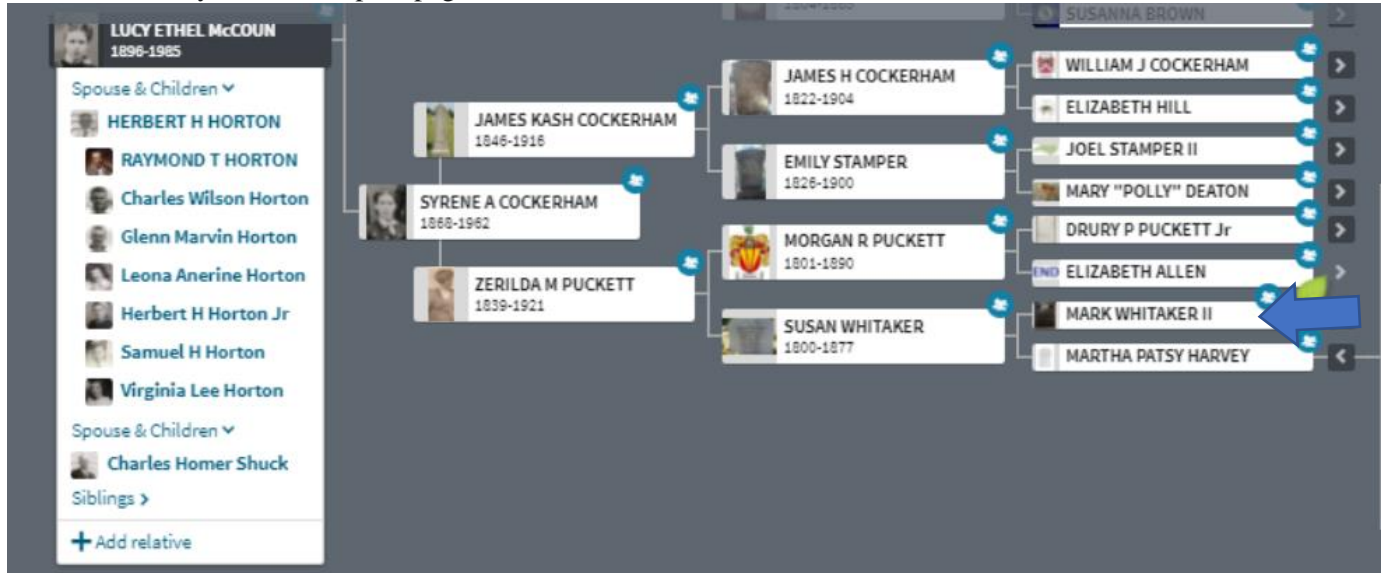 LUCY ETHEL McCOUN
1896-1985
Spouse & Children
HERBERT H HORTON
RAYMOND T HORTON
Charles Wilson Horton
Glenn Marvin Horton
Leona Anerine Horton
Herbert H Horton Jr
Samuel H Horton
Virginia Lee Horton
Spouse & Children
Charles Homer Shuck
Siblings
Add relative
SYRENE A COCKERHAM
1868-1962
JAMES KASH COCKERHAM
1846-1916
ZERILDA M PUCKETT
1839-1921
JAMES H COCKERHAM
1822-1904
EMILY STAMPER
1826-1900
MORGAN R PUCKETT
1801-1890
SUSAN WHITAKER
1800-1877
SUSANNA BROWN
WILLIAM J COCKERHAM
ELIZABETH HILL
JOEL STAMPER II
MARY "POLLY" DEATON
DRURY P PUCKETT Jr
END ELIZABETH ALLEN
MARK WHITAKER II
MARTHA PATSY HARVEY